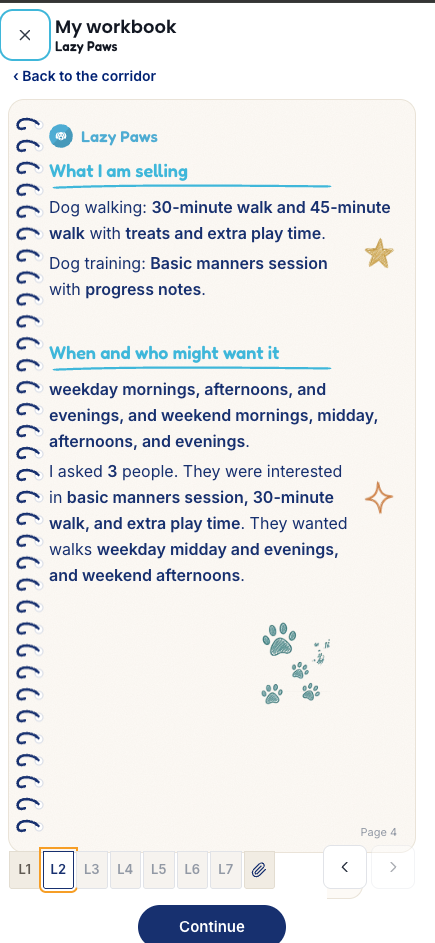 My workbook
Lazy Paws
‹ Back to the corridor
Lazy Paws
What I am selling
Dog walking: 30-minute walk and 45-minute
walk with treats and extra play time.
Dog training: Basic manners session
with progress notes.
When and who might want it
weekday mornings, afternoons, and
evenings, and weekend mornings, midday,
afternoons, and evenings.
I asked 3 people. They were interested
in basic manners session, 30-minute
walk, and extra play time. They wanted
walks weekday midday and evenings,
and weekend afternoons.
Page 4
L1 L2 L3 L4 L5 L6 L7
Continue